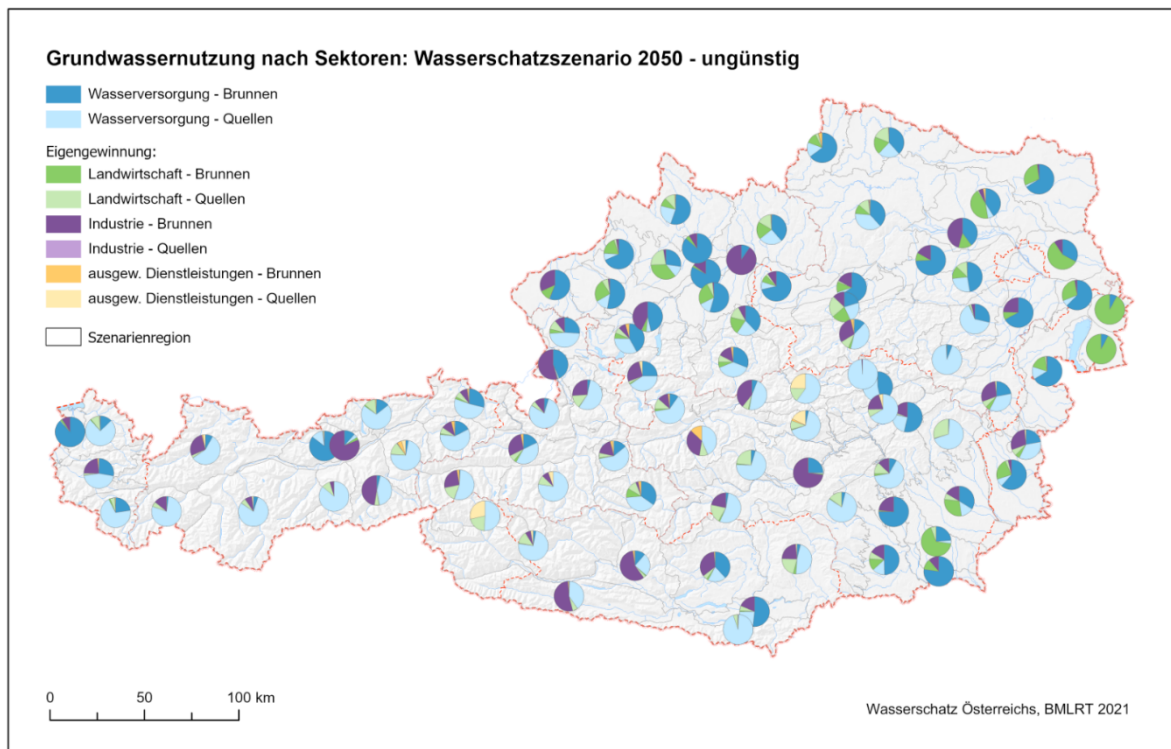 Grundwassernutzung nach Sektoren: Wasserschatzszenario 2050 - ungünstig
Wasserversorgung - Brunnen
Wasserversorgung - Quellen
Eigengewinnung:
Landwirtschaft - Brunnen
Landwirtschaft - Quellen
Industrie - Brunnen
Industrie - Quellen
ausgew. Dienstleistungen - Brunnen
ausgew. Dienstleistungen - Quellen
Szenarienregion
0 50 100 km
Wasserschatz Österreichs, BMLRT 2021